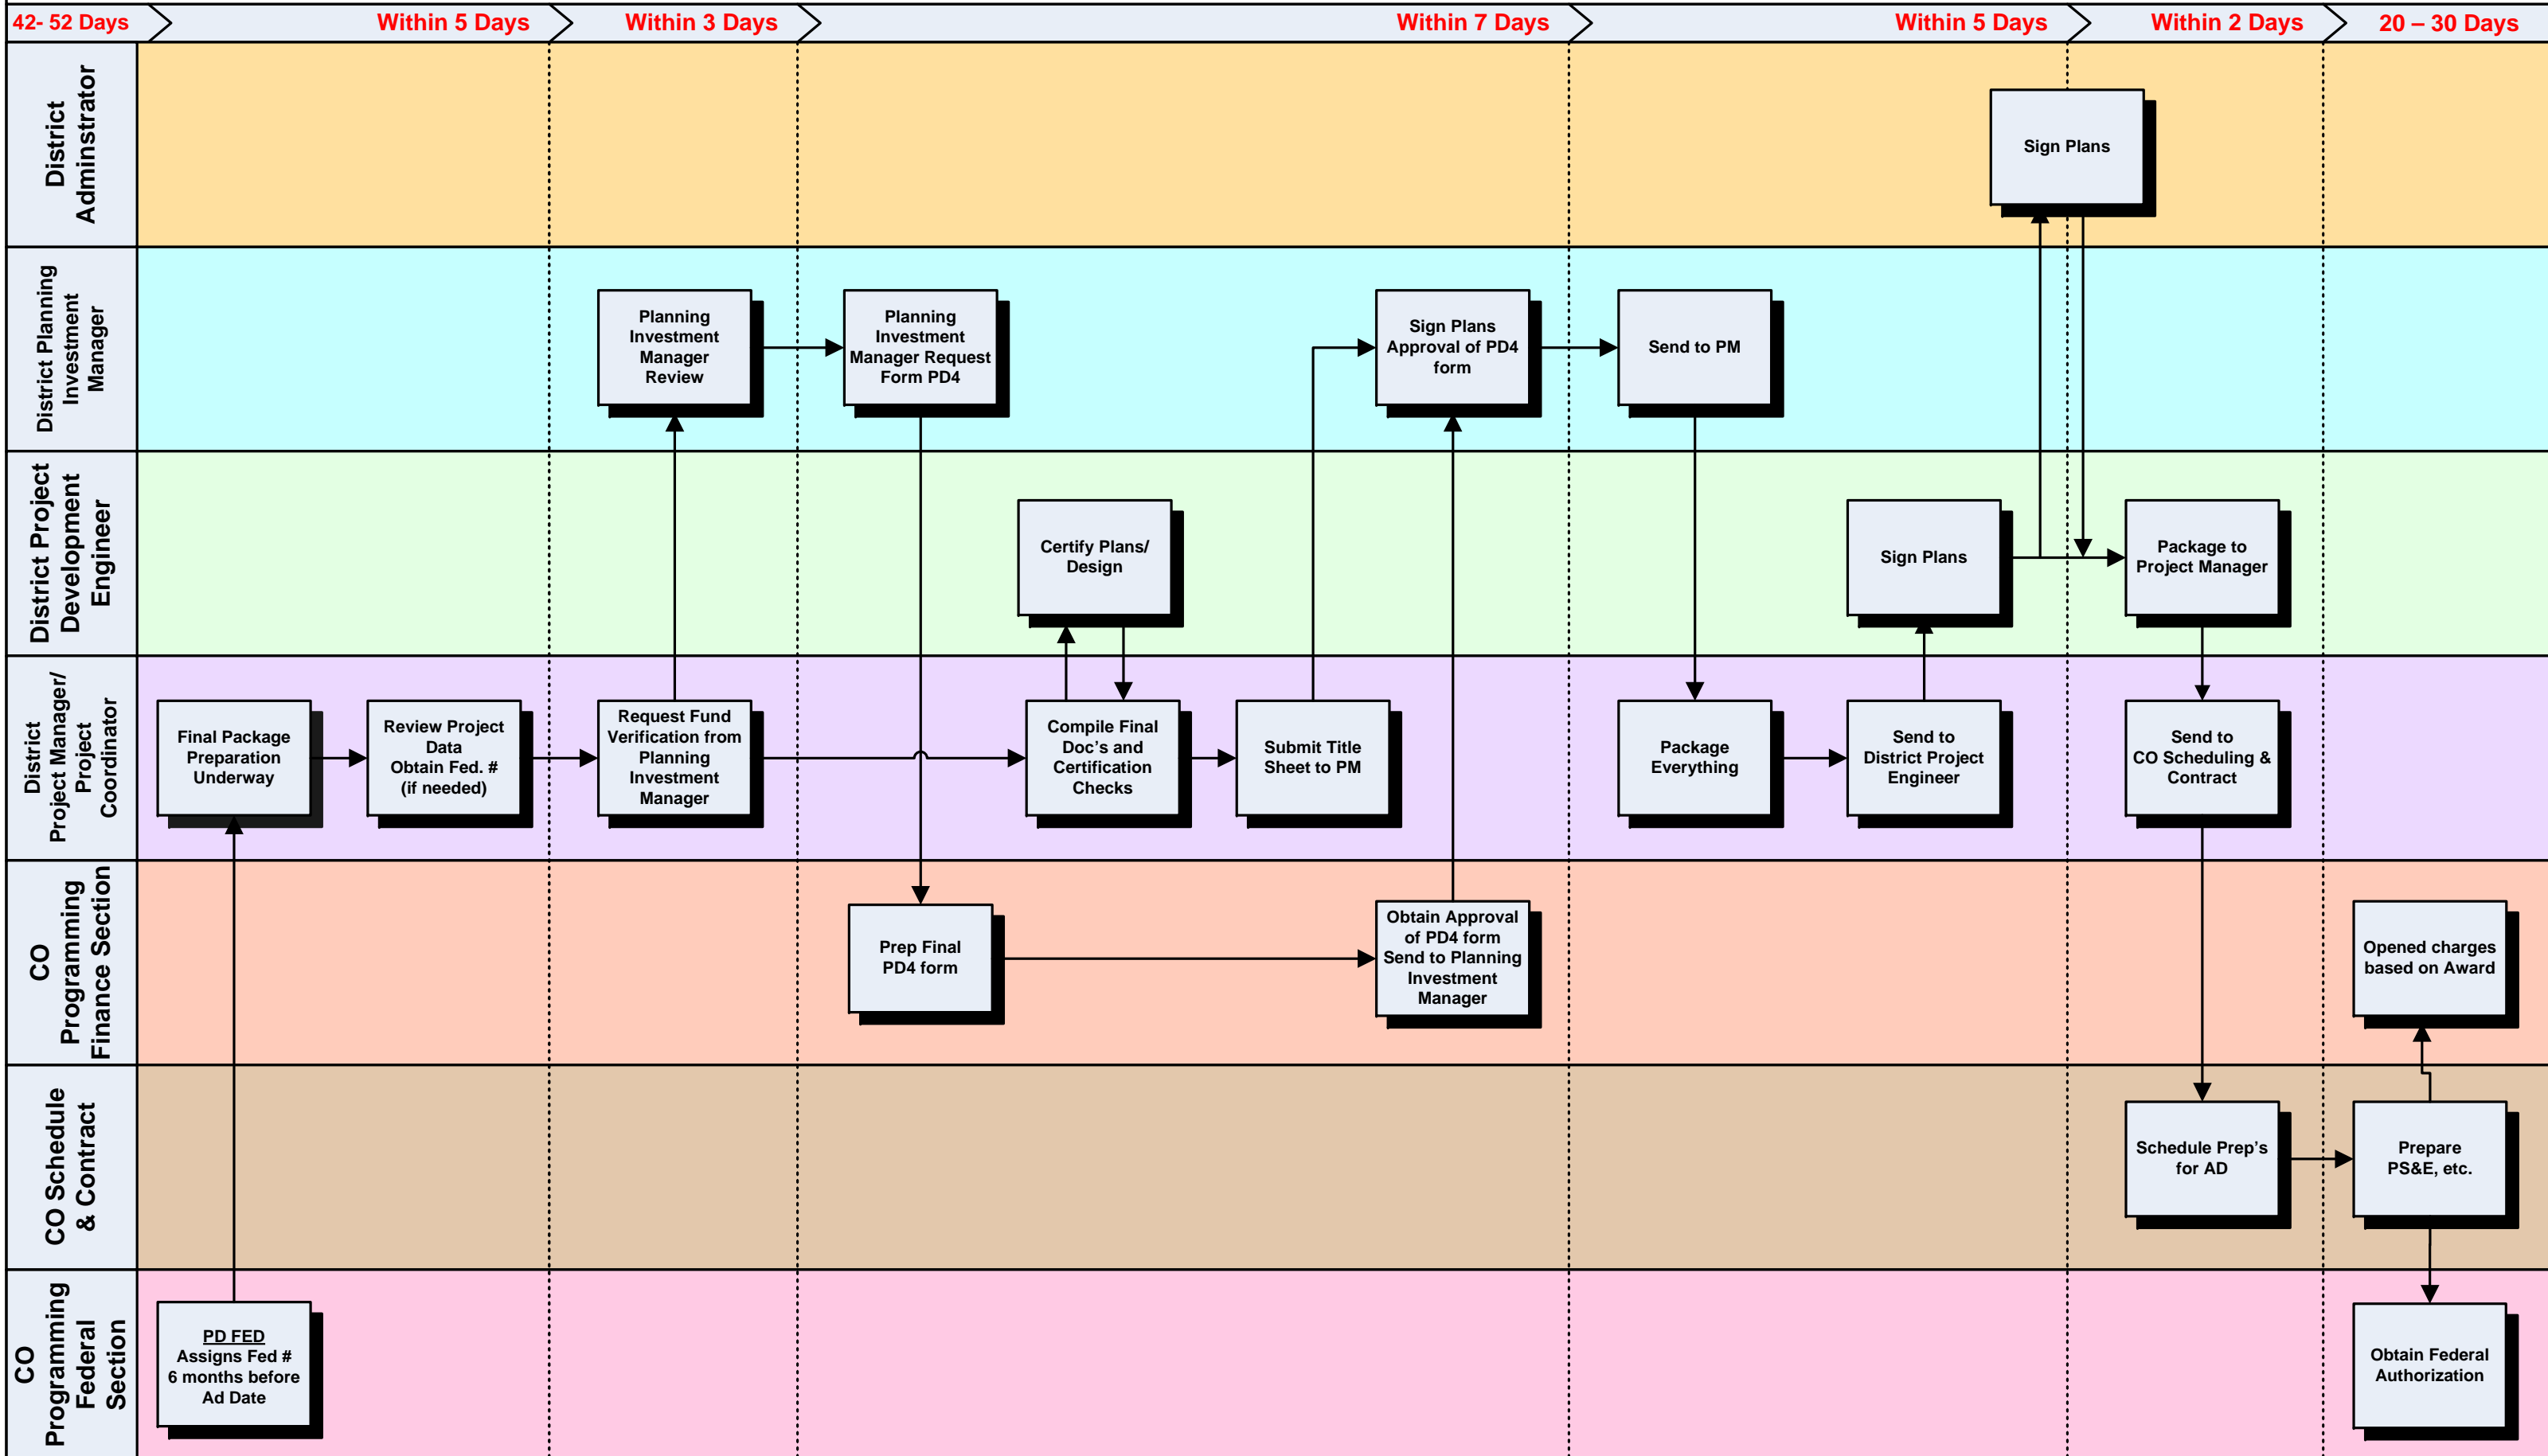 42- 52 Days
Within 5 Days
Within 3 Days
Within 7 Days
Within 5 Days
Within 2 Days
20 – 30 Days
District
Adminstrator
Sign Plans
District Planning
Investment
Manager
Planning
Investment
Manager
Review
Planning
Investment
Manager Request
Form PD4
Sign Plans
Approval of PD4
form
Send to PM
District Project
Development
Engineer
Certify Plans/
Design
Sign Plans
Package to
Project Manager
District
Project Manager/
Project
Coordinator
Final Package
Preparation
Underway
Review Project
Data
Obtain Fed. #
(if needed)
Request Fund
Verification from
Planning
Investment
Manager
Compile Final
Doc’s and
Certification
Checks
Submit Title
Sheet to PM
Package
Everything
Send to
District Project
Engineer
Send to
CO Scheduling &
Contract
CO
Programming
Finance Section
Prep Final
PD4 form
Obtain Approval
of PD4 form
Send to Planning
Investment
Manager
Opened charges
based on Award
CO Schedule
& Contract
Schedule Prep’s
for AD
Prepare
PS&E, etc.
CO
Programming
Federal
Section
PD FED
Assigns Fed #
6 months before
Ad Date
Obtain Federal
Authorization